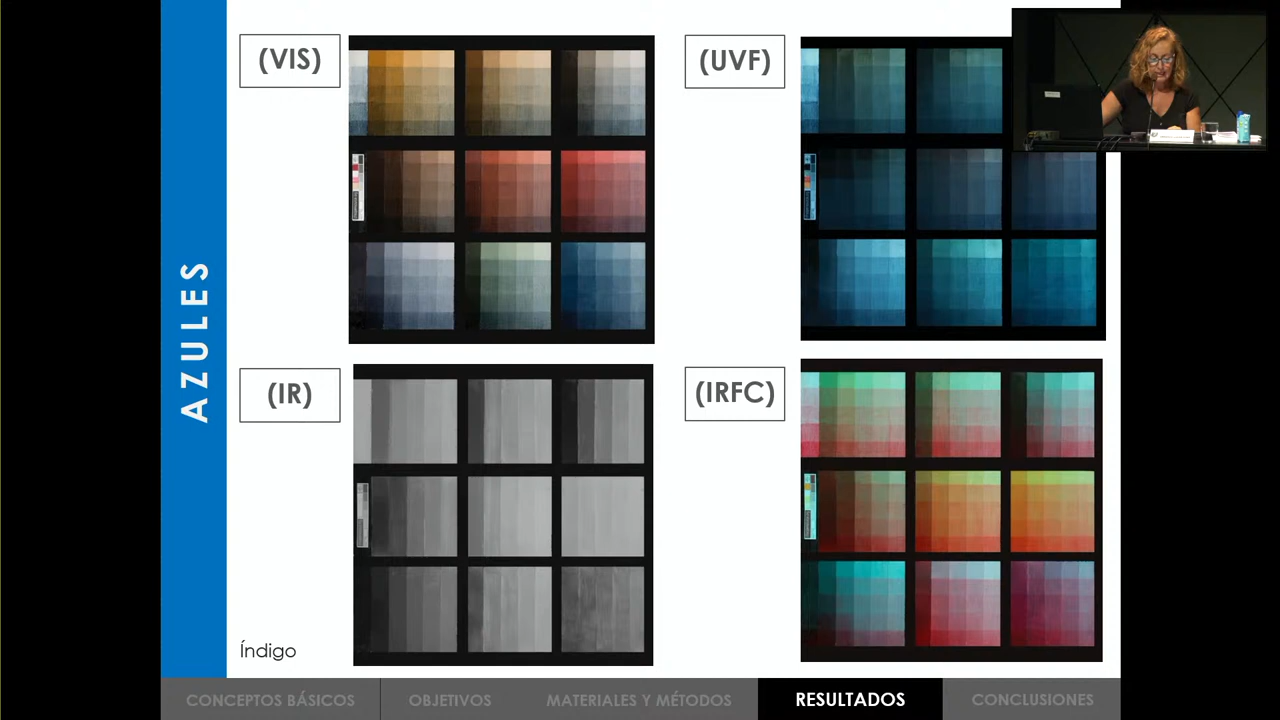 AZULES
(VIS)
(UVF)
(IR)
(IRFC)
Índigo
CONCEPTOS BÁSICOS
OBJETIVOS
MATERIALES Y MÉTODOS
RESULTADOS
CONCLUSIONES